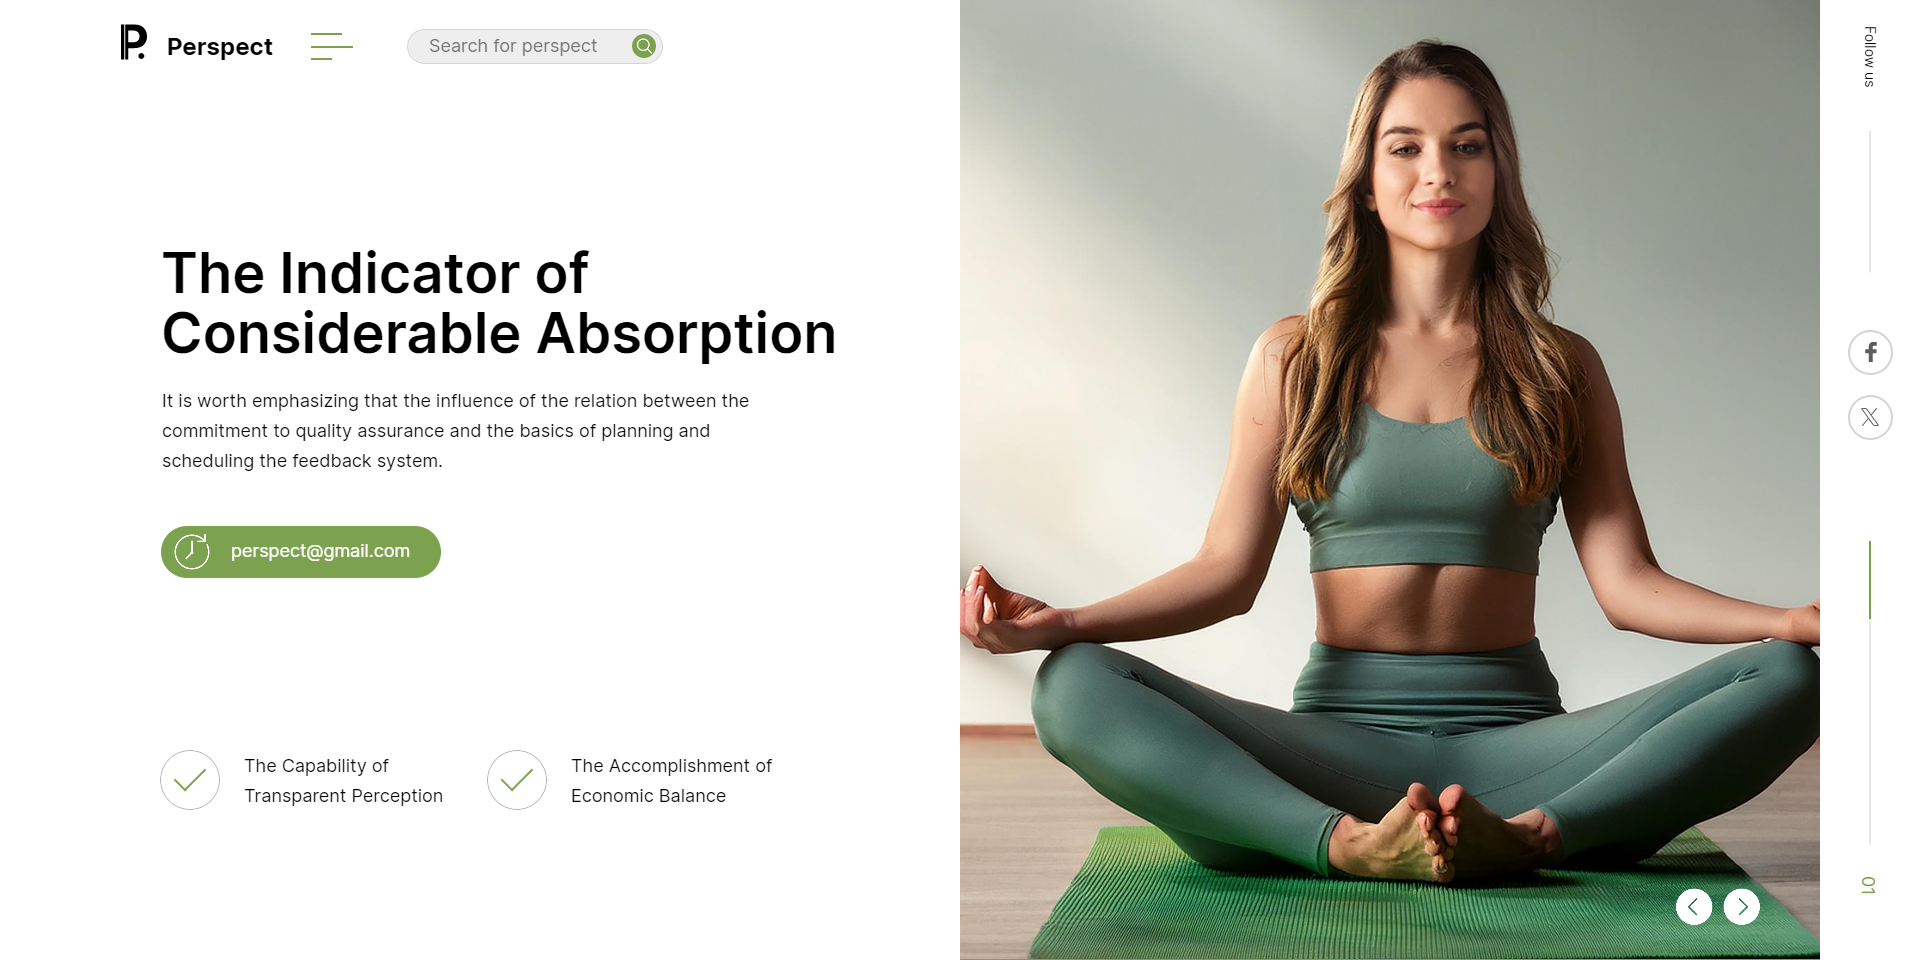 P. Perspect
Search for perspect
Follow us
The Indicator of
Considerable Absorption
It is worth emphasizing that the influence of the relation between the
commitment to quality assurance and the basics of planning and
scheduling the feedback system.
perspect@gmail.com
The Capability of
Transparent Perception
The Accomplishment of
Economic Balance
01